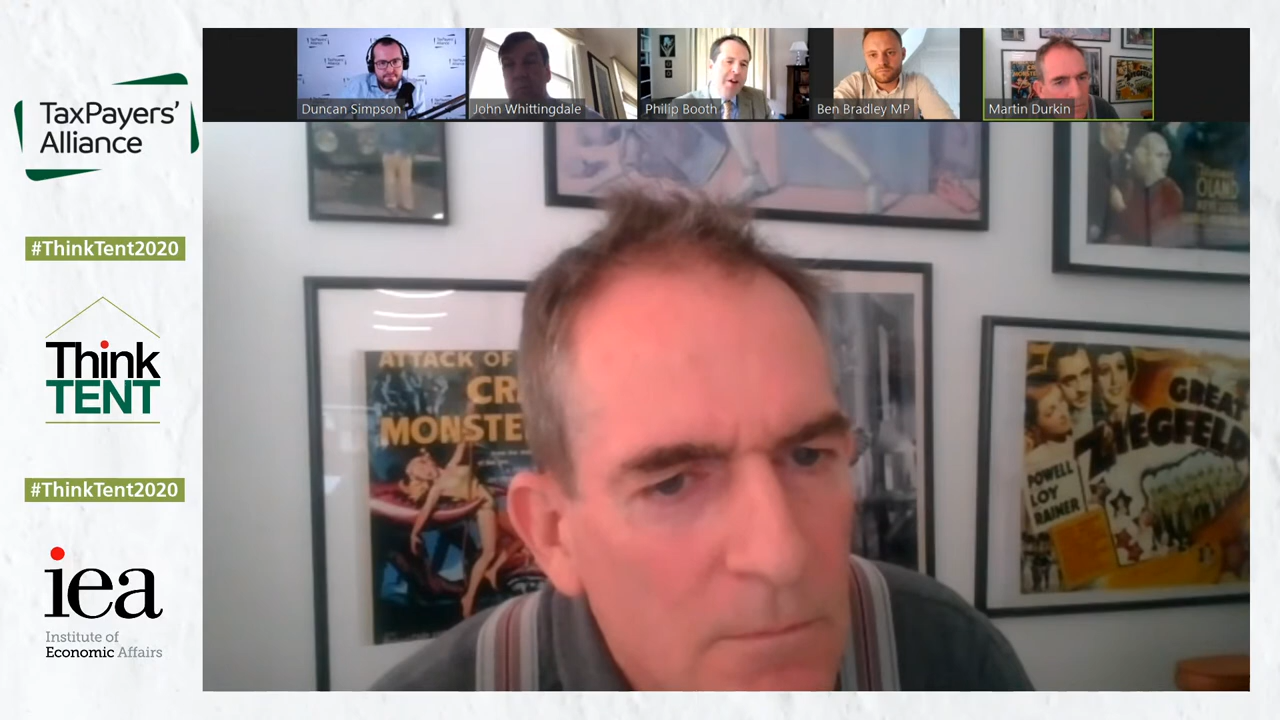 TaxPayers'
Alliance
#ThinkTent2020
Think
TENT
#ThinkTent2020
iea
Institute of
Economic Affairs
Duncan Simpson
John Whittingdale
Philip Booth
Ben Bradley MP
Martin Durkin
ATTACK OF
MONSTE
GREAT
ZIEGFELD
POWELL
LOY
RAINER
OLAND